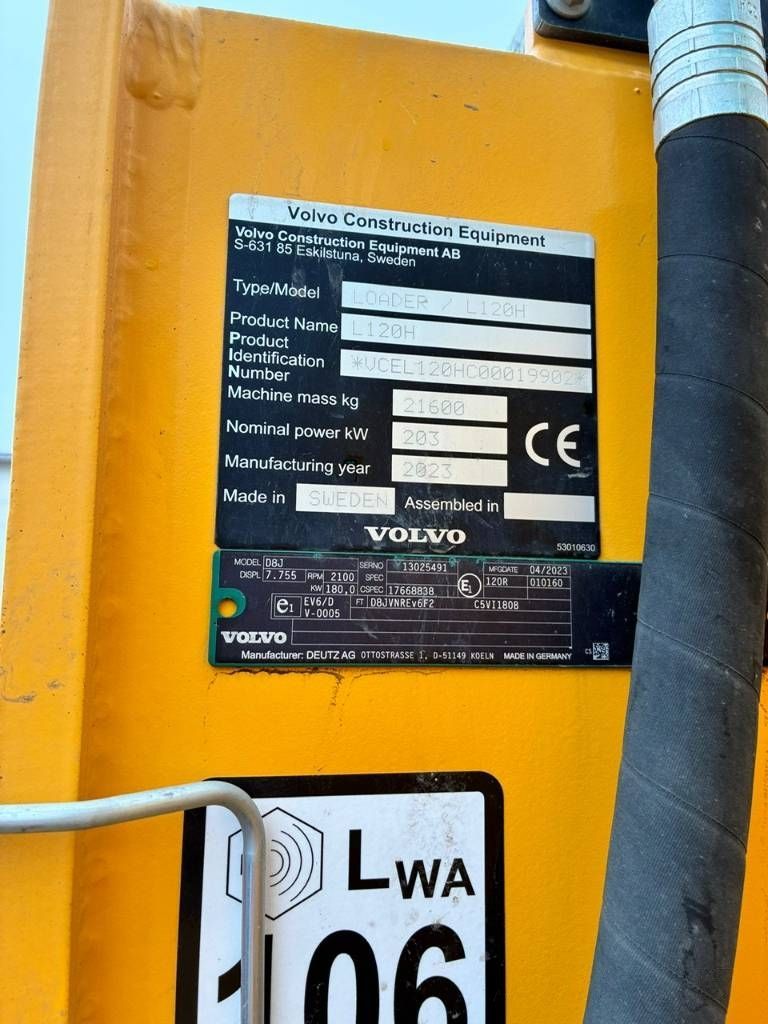 Volvo Construction Equipment
Volvo Construction Equipment AB
S-631 85 Eskilstuna, Sweden
Type/Model LOADER / L120H
Product Name L120H
Product
Identification *VCEL120HC00019902*
Number
Machine mass kg 21600
Nominal power kW 203
Manufacturing year 2023
Made in SWEDEN Assembled in
CE
VOLVO
53010630
MODEL D8J SERNO 13025491 MFGDATE 04/2023
DISPL 7.755 RPM 2100 SPEC E1 120R 010160
KW 180,0 CSPEC 17668838
e1 EV6/D FT D8JVNREv6F2 C5VI1808
V-0005
VOLVO
Manufacturer: DEUTZ AG OTTOSTRASSE 1, D-51149 KOELN MADE IN GERMANY CS
LWA
106